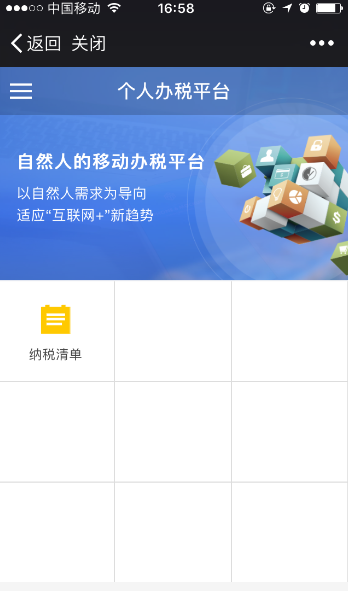 中国移动 16:58
返回 关闭
个人办税平台
自然人的移动办税平台
以自然人需求为导向
适应“互联网+”新趋势
纳税清单